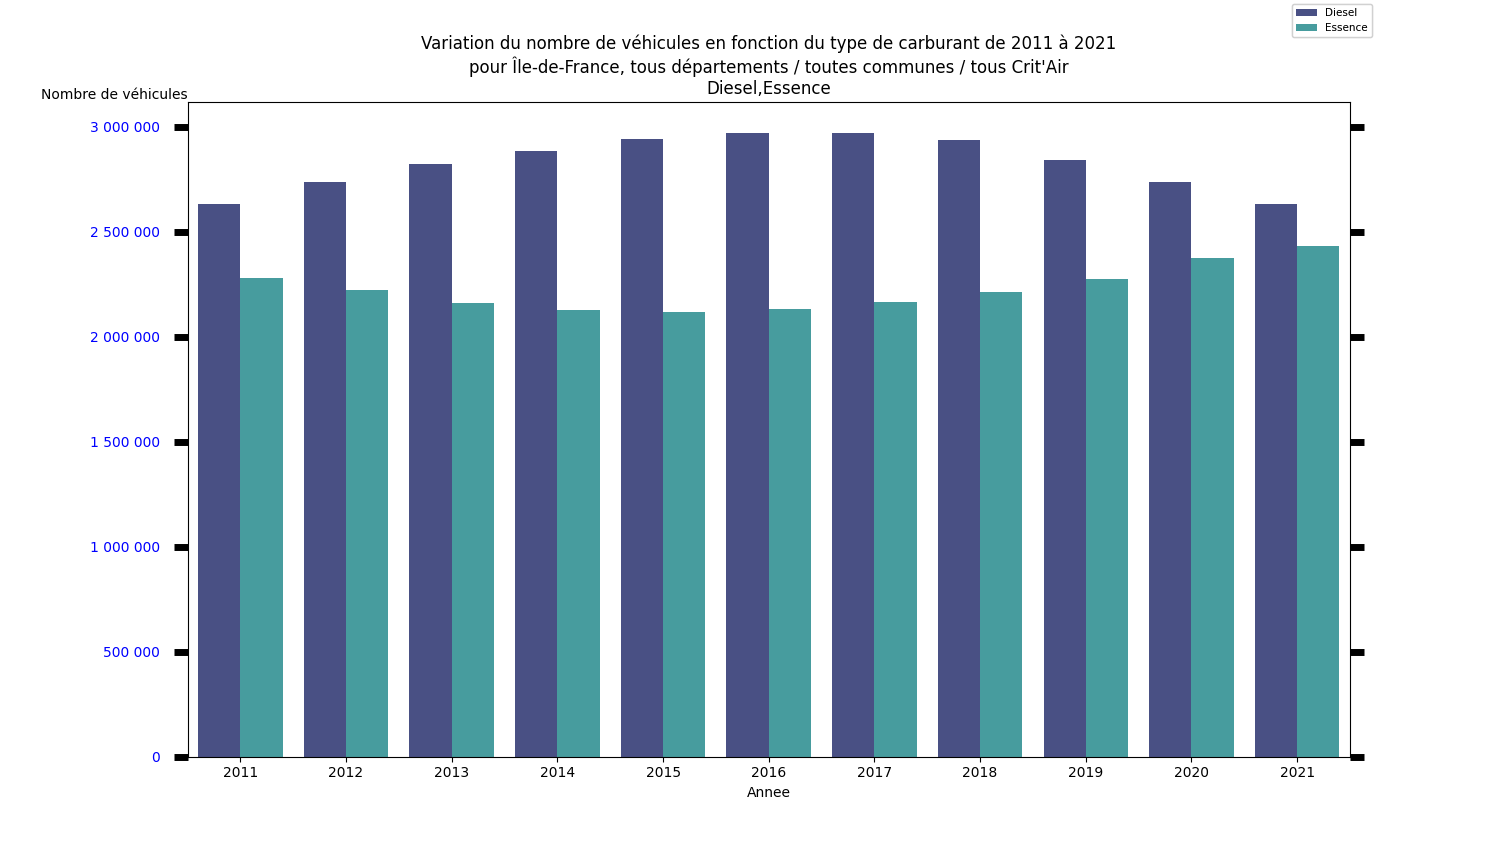 Diesel
Essence
Variation du nombre de véhicules en fonction du type de carburant de 2011 à 2021
pour Île-de-France, tous départements / toutes communes / tous Crit'Air
Diesel,Essence
Nombre de véhicules
3 000 000
2 500 000
2 000 000
1 500 000
1 000 000
500 000
0
2011 2012 2013 2014 2015 2016 2017 2018 2019 2020 2021
Annee